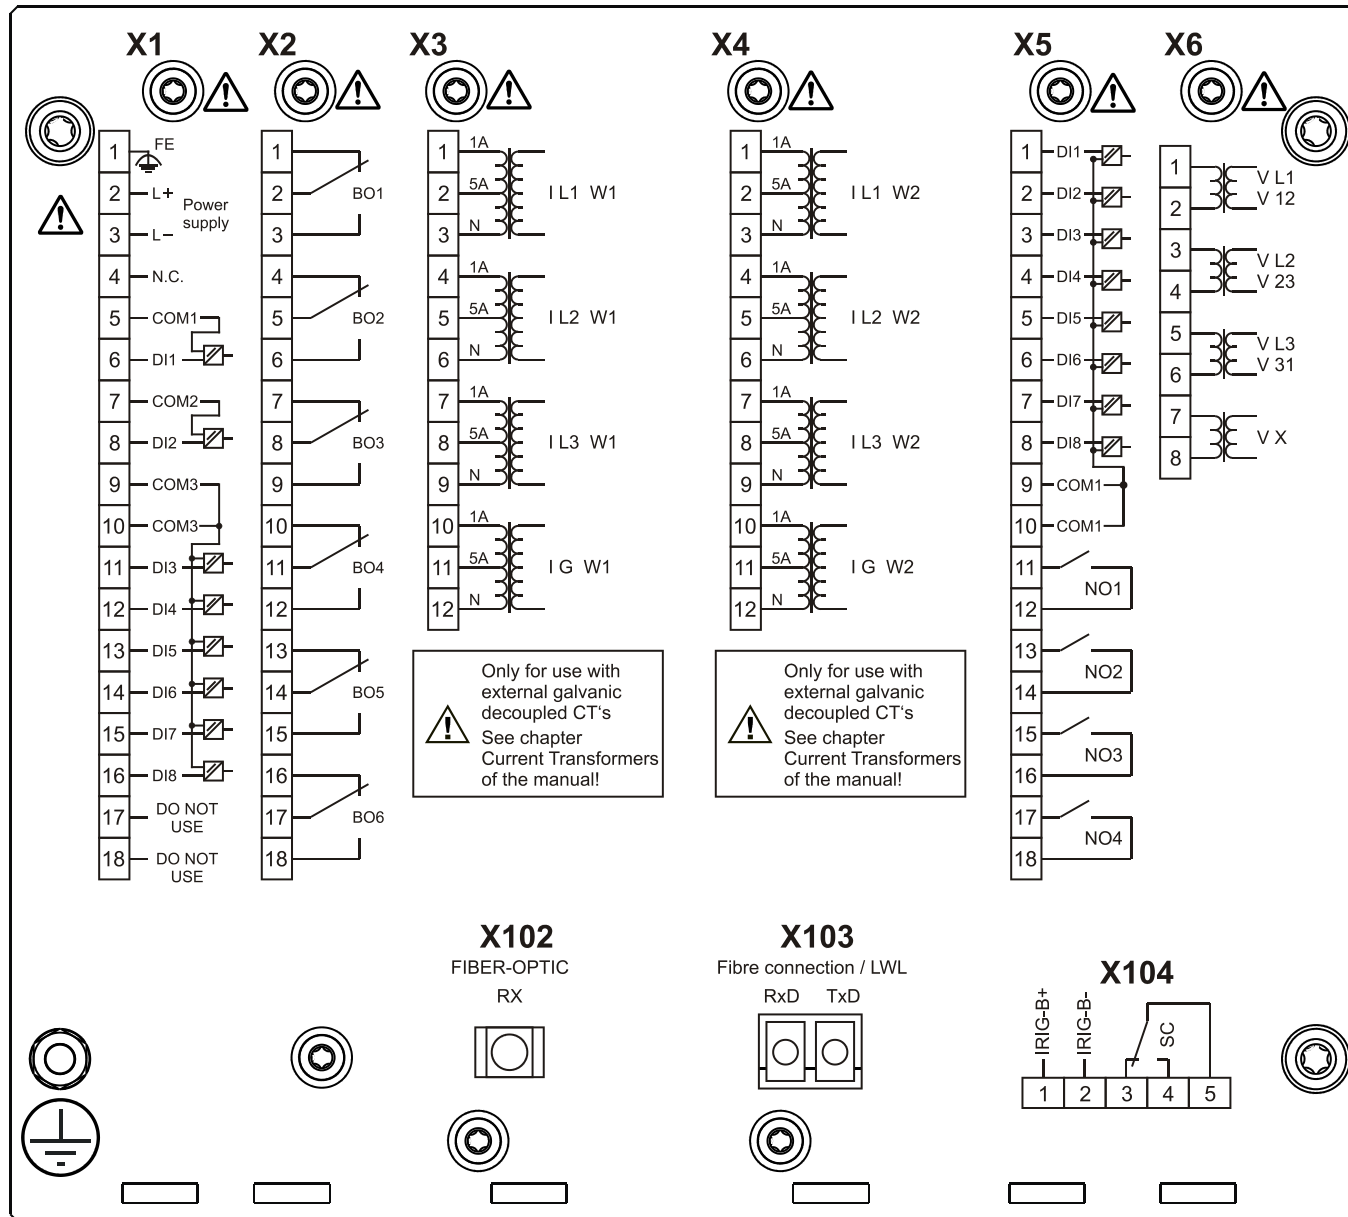 X1
1
FE
2
L+
Power
supply
3
L−
4
N.C.
5
COM1
6
DI1
7
COM2
8
DI2
9
COM3
10
COM3
11
DI3
12
DI4
13
DI5
14
DI6
15
DI7
16
DI8
17
DO NOT
USE
18
DO NOT
USE
X2
1
2
BO1
3
4
5
BO2
6
7
8
BO3
9
10
11
BO4
12
13
14
BO5
15
16
17
BO6
18
X3
1
1A
2
5A
I L1 W1
3
N
4
1A
5
5A
I L2 W1
6
N
7
1A
8
5A
I L3 W1
9
N
10
1A
11
5A
I G W1
12
N
Only for use with
external galvanic
decoupled CT‘s
See chapter
Current Transformers
of the manual!
X4
1
1A
2
5A
I L1 W2
3
N
4
1A
5
5A
I L2 W2
6
N
7
1A
8
5A
I L3 W2
9
N
10
1A
11
5A
I G W2
12
N
Only for use with
external galvanic
decoupled CT‘s
See chapter
Current Transformers
of the manual!
X5
1
DI1
2
DI2
3
DI3
4
DI4
5
DI5
6
DI6
7
DI7
8
DI8
9
COM1
10
COM1
11
NO1
12
13
NO2
14
15
NO3
16
17
NO4
18
X6
1
V L1
V 12
2
3
V L2
V 23
4
5
V L3
V 31
6
7
V X
8
X102
FIBER-OPTIC
RX
X103
Fibre connection / LWL
RxD TxD
X104
IRIG-B+
IRIG-B-
SC
1 2 3 4 5